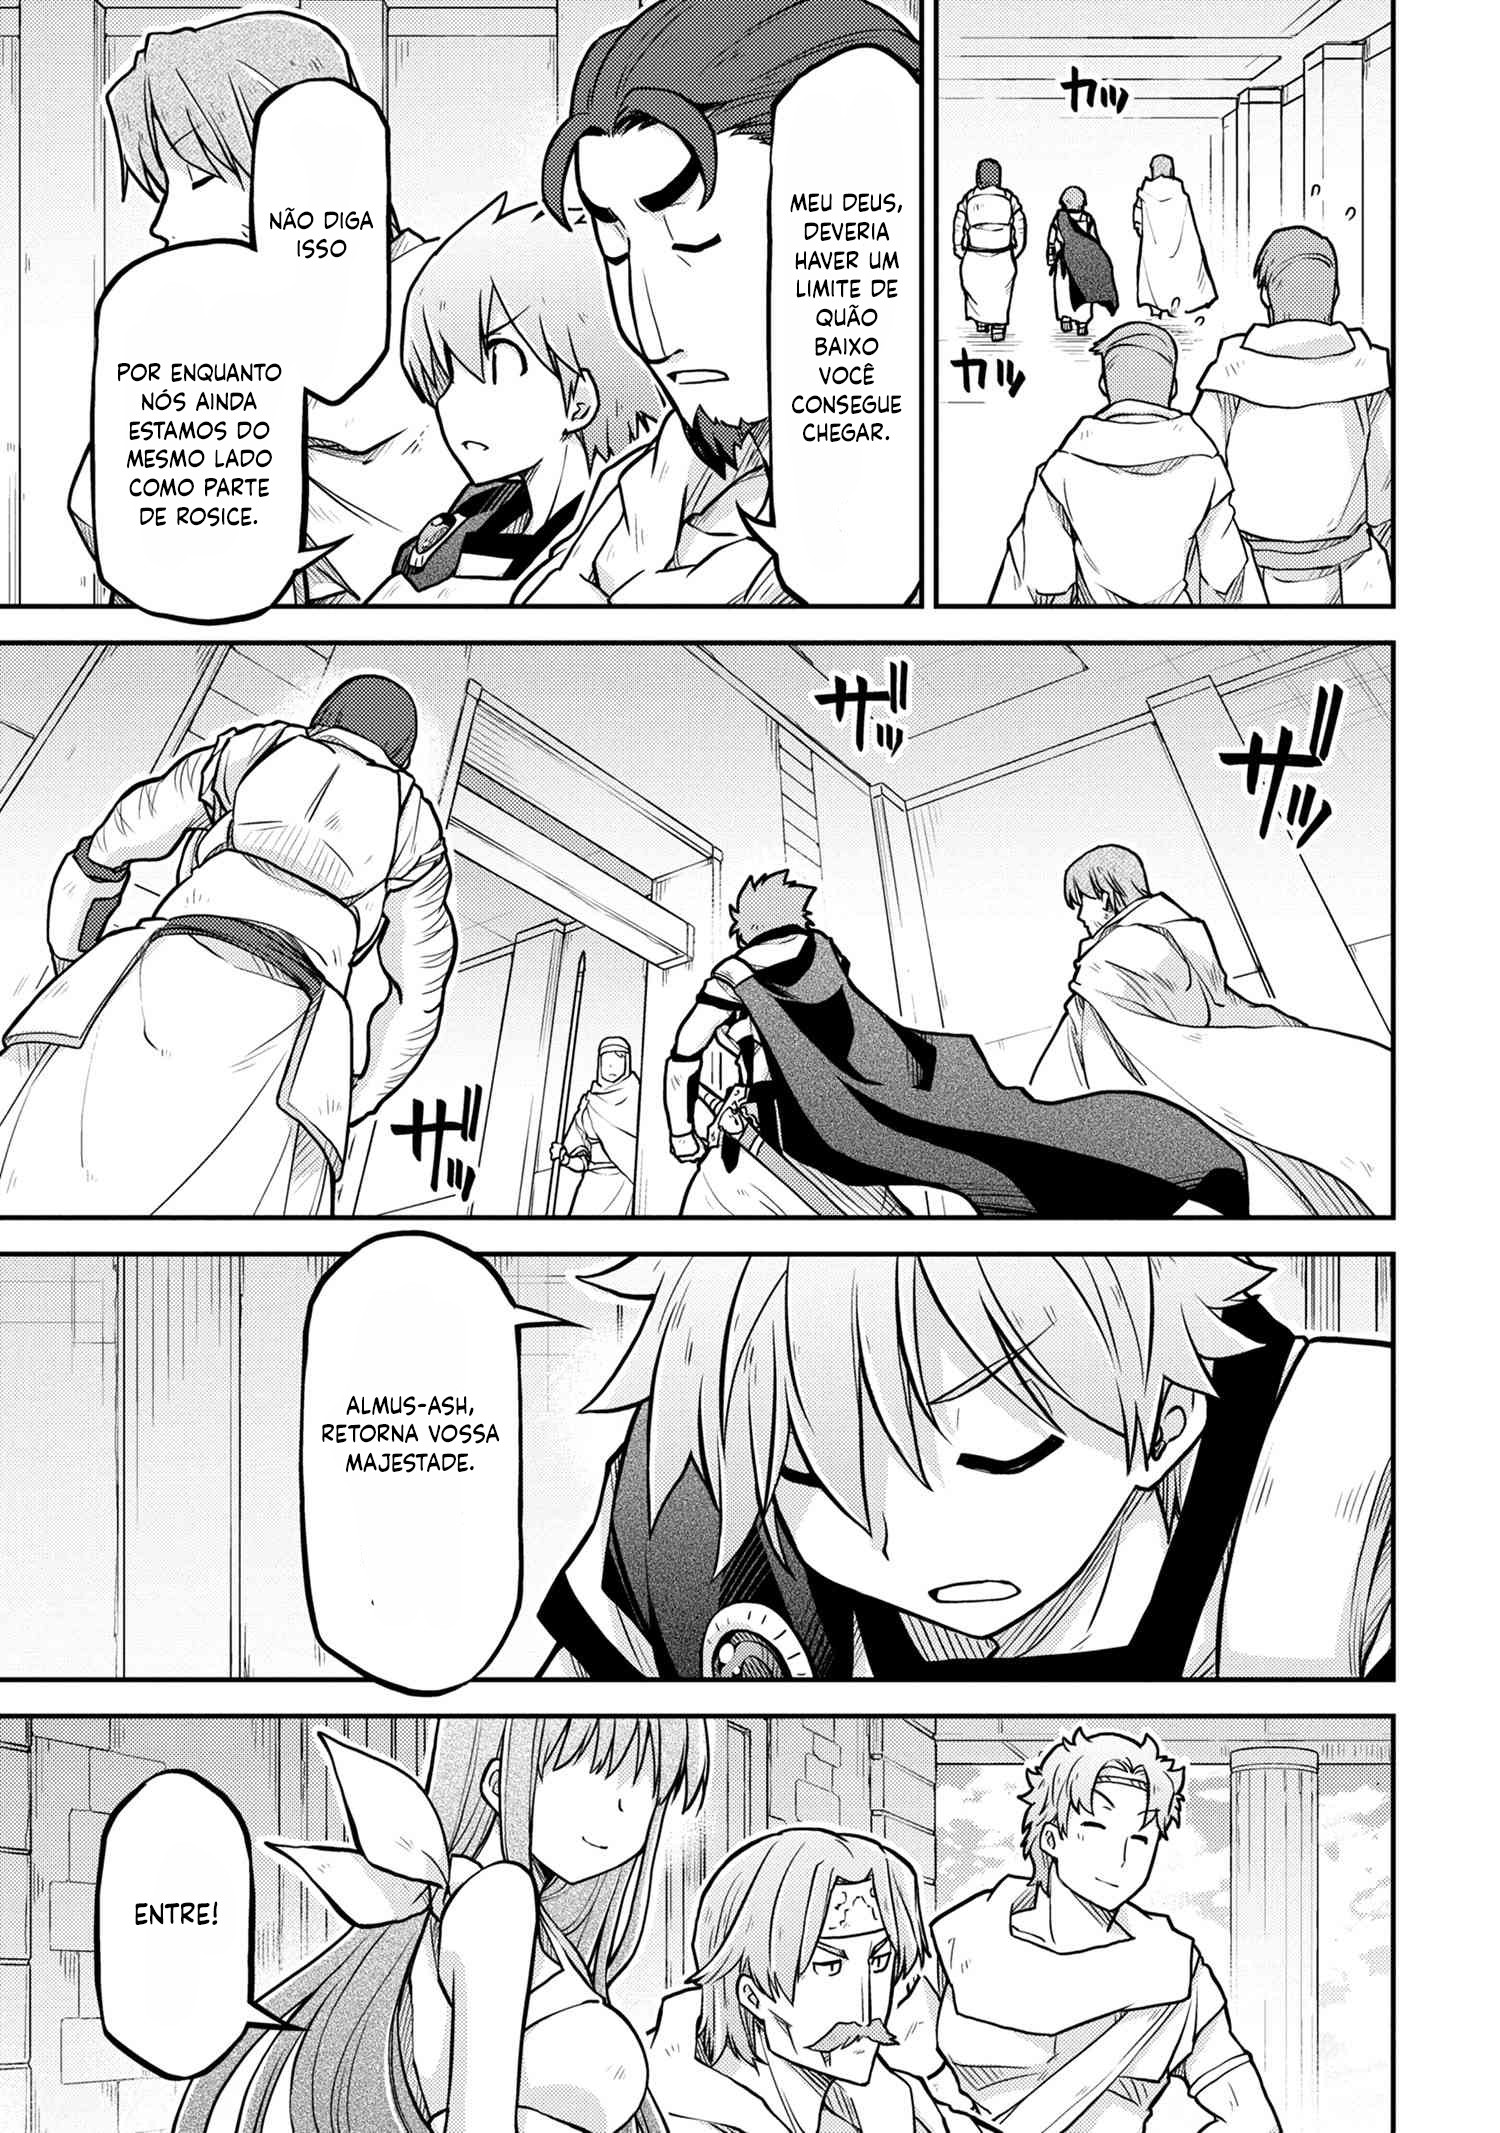 カッ
カッ
MEU DEUS,
DEVERIA
HAVER UM
LIMITE DE
QUÃO
BAIXO
VOCÊ
CONSEGUE
CHEGAR.
NÃO DIGA
ISSO
POR ENQUANTO
NÓS AINDA
ESTAMOS DO
MESMO LADO
COMO PARTE
DE ROSICE.
ザッ
ザッ
ザッ
ALMUS-ASH,
RETORNA VOSSA
MAJESTADE.
ENTRE!